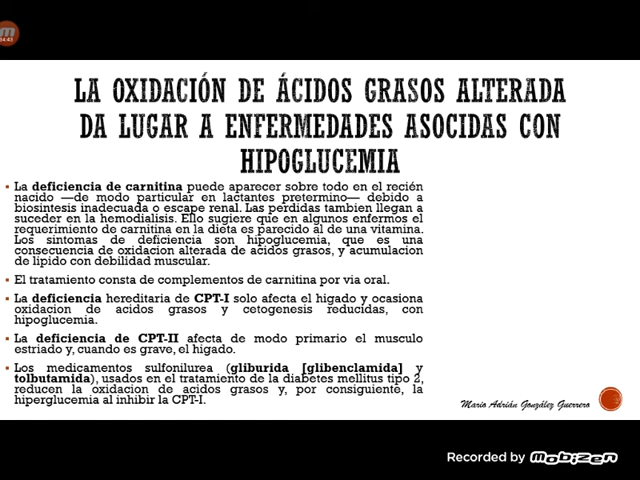 04:43
LA OXIDACIÓN DE ÁCIDOS GRASOS ALTERADA
DA LUGAR A ENFERMEDADES ASOCIDAS CON
HIPOGLUCEMIA
▪ La deficiencia de carnitina puede aparecer sobre todo en el recién
nacido —de modo particular en lactantes pretermino— debido a
biosintesis inadecuada o escape renal. Las perdidas tambien llegan a
suceder en la hemodialisis. Ello sugiere que en algunos enfermos el
requerimiento de carnitina en la dieta es parecido al de una vitamina.
Los sintomas de deficiencia son hipoglucemia, que es una
consecuencia de oxidacion alterada de acidos grasos, y acumulacion
de lipido con debilidad muscular.
▪ El tratamiento consta de complementos de carnitina por via oral.
▪ La deficiencia hereditaria de CPT-I solo afecta el higado y ocasiona
oxidacion de acidos grasos y cetogenesis reducidas, con
hipoglucemia.
▪ La deficiencia de CPT-II afecta de modo primario el musculo
estriado y, cuando es grave, el higado.
▪ Los medicamentos sulfonilurea (gliburida [glibenclamida] y
tolbutamida), usados en el tratamiento de la diabetes mellitus tipo 2,
reducen la oxidacion de acidos grasos y, por consiguiente, la
hiperglucemia al inhibir la CPT-I.
Mario Adrián González Guerrero
Recorded by Mobizen